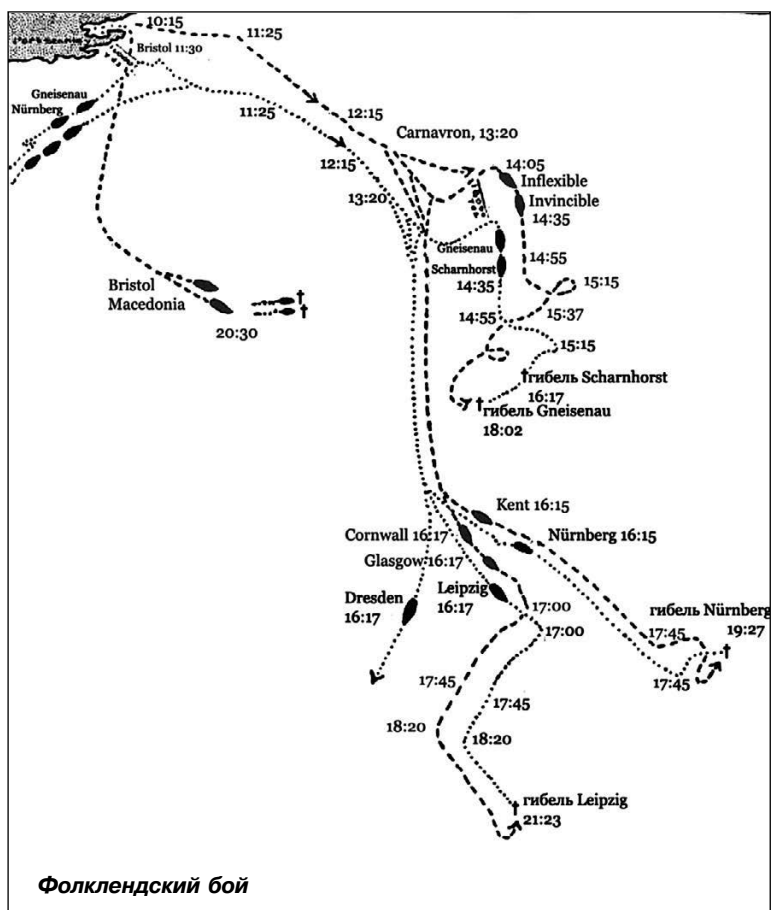 10:15
11:25
Bristol 11:30
Gneisenau
Nürnberg
11:25
12:15
12:15
Carnavron, 13:20
13:20
14:05
Inflexible
Invincible
14:35
Gneisenau
Scharnhorst
14:35
14:55
14:55
15:15
15:37
15:15
Bristol
Macedonia
20:30
†
†
†гибель Scharnhorst
16:17
†гибель Gneisenau
18:02
Kent 16:15
Cornwall 16:17
Nürnberg 16:15
Glasgow 16:17
Dresden
16:17
Leipzig
16:17
17:00
17:00
гибель Nürnberg
17:45
† 19:27
17:45
17:45
17:45
18:20
18:20
† гибель Leipzig
21:23
Фолклендский бой